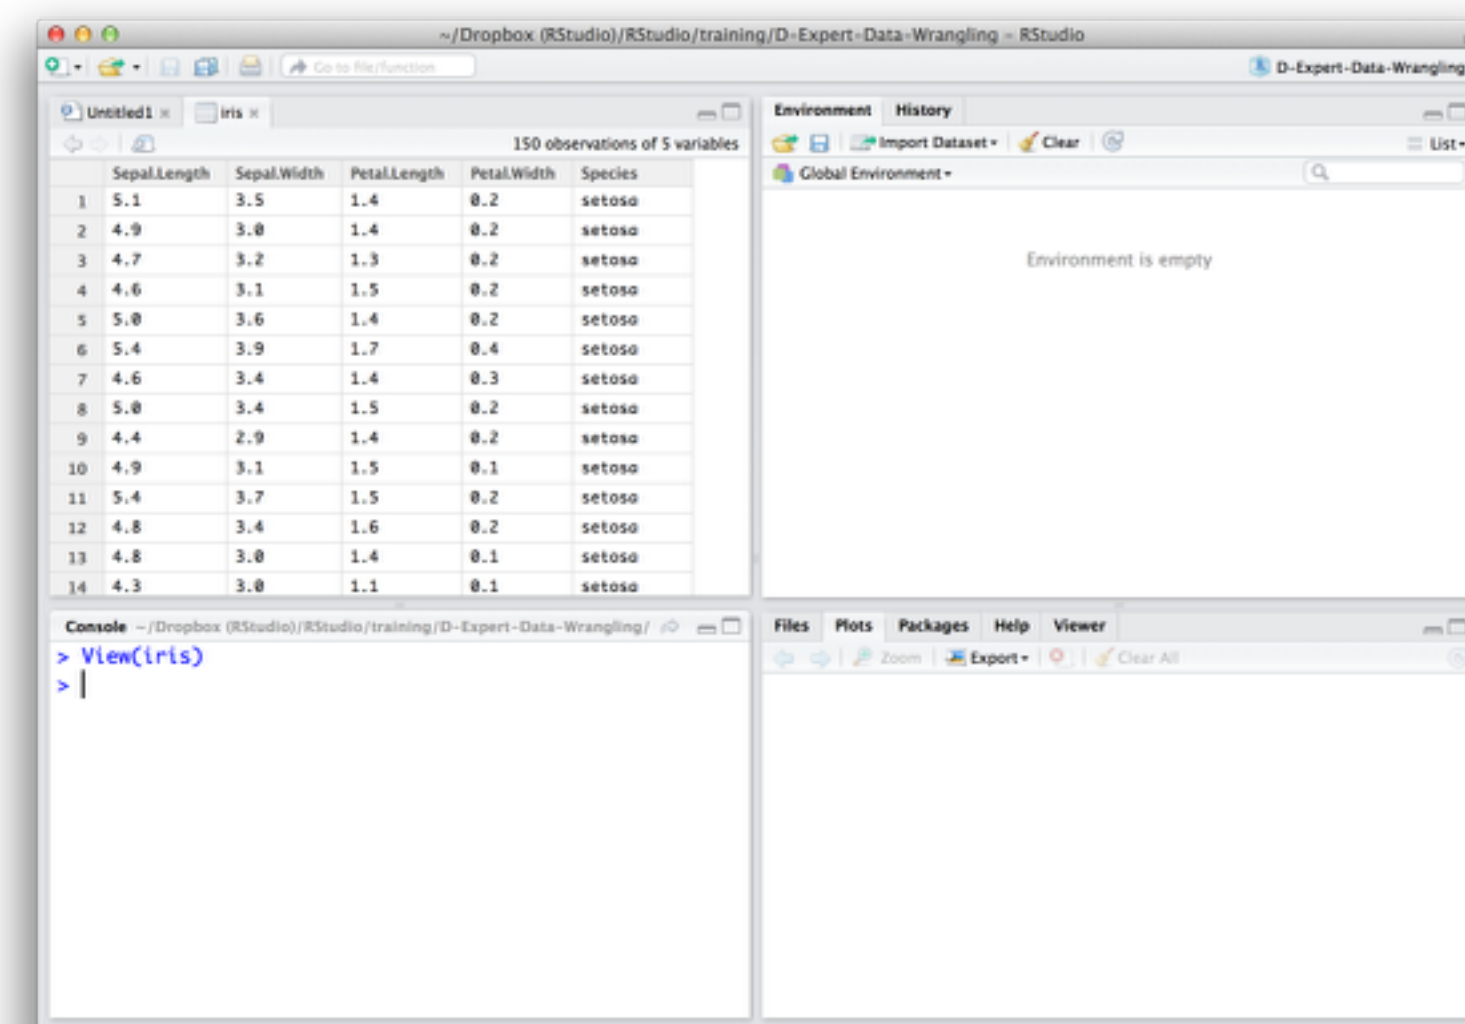 ~/Dropbox (RStudio)/RStudio/training/D-Expert-Data-Wrangling - RStudio
Go to file/function
D-Expert-Data-Wrangling
Untitled1 iris
150 observations of 5 variables
Sepal.Length Sepal.Width Petal.Length Petal.Width Species
1 5.1 3.5 1.4 0.2 setosa
2 4.9 3.0 1.4 0.2 setosa
3 4.7 3.2 1.3 0.2 setosa
4 4.6 3.1 1.5 0.2 setosa
5 5.0 3.6 1.4 0.2 setosa
6 5.4 3.9 1.7 0.4 setosa
7 4.6 3.4 1.4 0.3 setosa
8 5.0 3.4 1.5 0.2 setosa
9 4.4 2.9 1.4 0.2 setosa
10 4.9 3.1 1.5 0.1 setosa
11 5.4 3.7 1.5 0.2 setosa
12 4.8 3.4 1.6 0.2 setosa
13 4.8 3.0 1.4 0.1 setosa
14 4.3 3.0 1.1 0.1 setosa
Environment History
Import Dataset Clear List
Global Environment
Environment is empty
Console ~/Dropbox (RStudio)/RStudio/training/D-Expert-Data-Wrangling/
> View(iris)
>
Files Plots Packages Help Viewer
Zoom Export Clear All